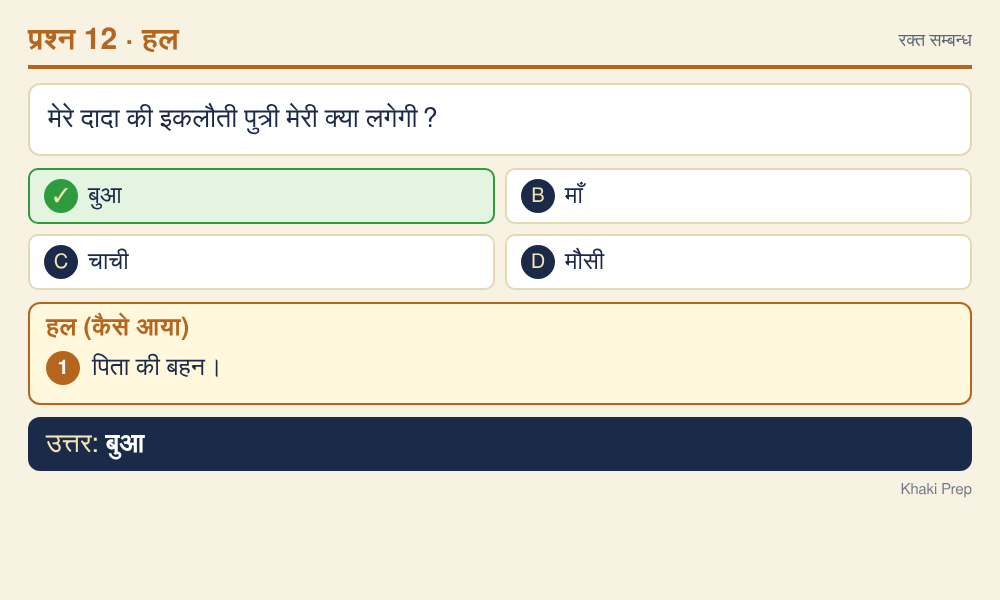 प्रश्न 12 · हल
रक्त सम्बन्ध
मेरे दादा की इकलौती पुत्री मेरी क्या लगेगी ?
✓ बुआ
B माँ
C चाची
D मौसी
हल (कैसे आया)
1 पिता की बहन।
उत्तर: बुआ
Khaki Prep